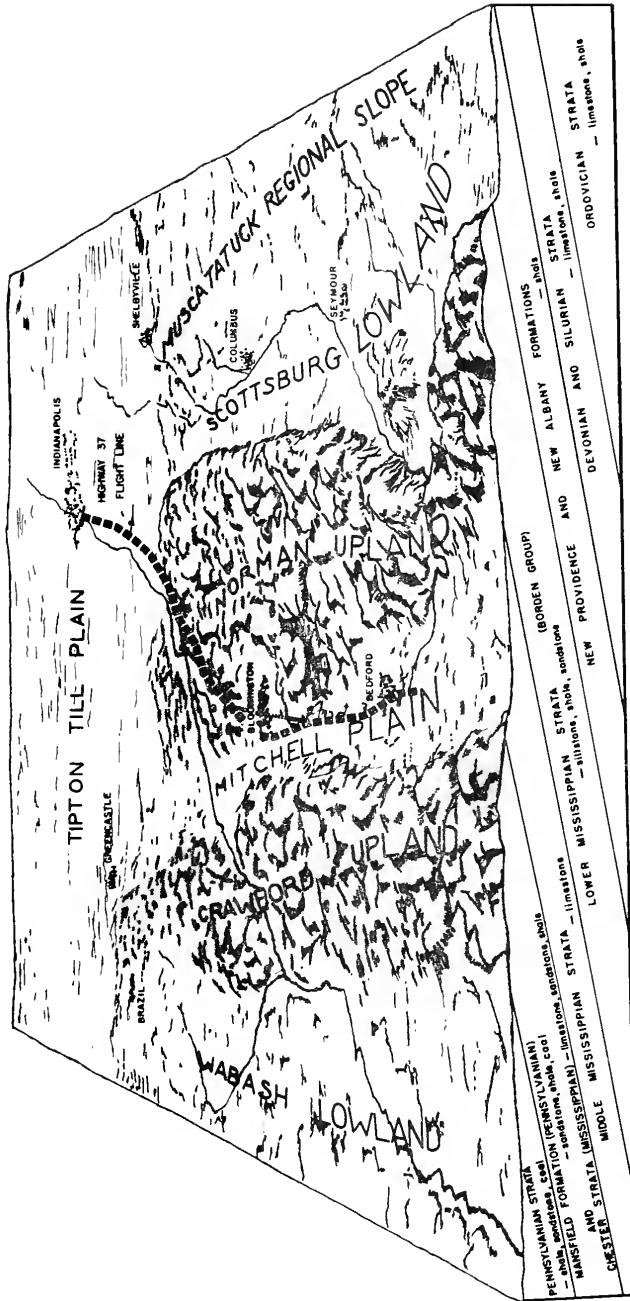 TIPTON TILL PLAIN
INDIANAPOLIS
HIGHWAY 37
FLIGHT LINE
SHELBYVILLE
MUSCATATUCK REGIONAL SLOPE
COLUMBUS
SEYMOUR
SCOTTSBURG LOWLAND
GREENCASTLE
BRAZIL
NORMAN UPLAND
BLOOMINGTON
BEDFORD
MITCHELL PLAIN
CRAWFORD UPLAND
WABASH
LOWLAND
PENNSYLVANIAN STRATA
- shale, sandstone, coal
MANSFIELD FORMATION (PENNSYLVANIAN)
- sandstone, shale, coal
AND
CHESTER STRATA (MISSISSIPPIAN) - limestone, sandstone, shale
MIDDLE MISSISSIPPIAN STRATA - limestone
LOWER MISSISSIPPIAN STRATA (BORDEN GROUP)
- siltstone, shale, sandstone
NEW PROVIDENCE AND NEW ALBANY FORMATIONS
- shale
DEVONIAN AND SILURIAN STRATA
- limestone, shale
ORDOVICIAN STRATA
- limestone, shale